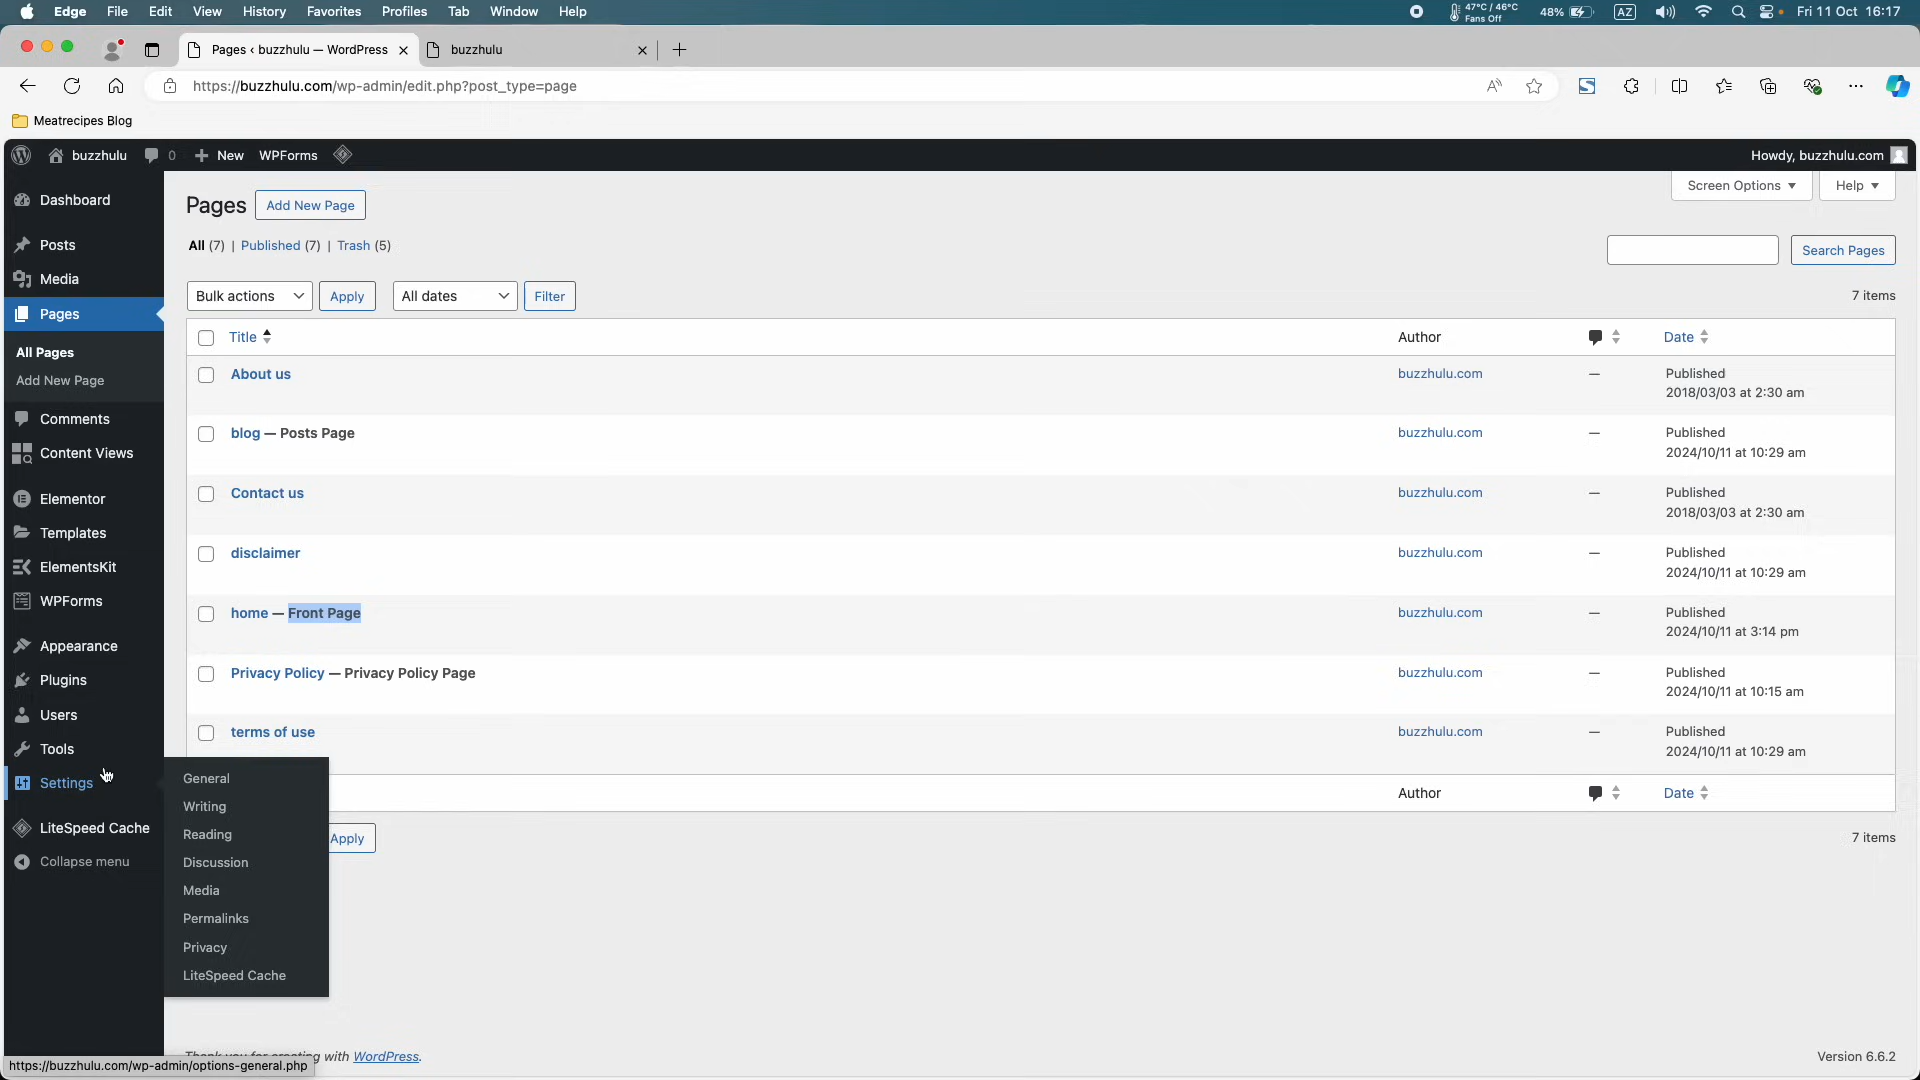 Edge File Edit View History Favorites Profiles Tab Window Help 47°C / 46°C Fans Off 48% AZ Fri 11 Oct 16:17
Pages ‹ buzzhulu — WordPress buzzhulu
https://buzzhulu.com/wp-admin/edit.php?post_type=page
Meatrecipes Blog
buzzhulu 0 New WPForms Howdy, buzzhulu.com
Screen Options Help
Dashboard
Posts
Media
Pages
All Pages
Add New Page
Comments
Content Views
Elementor
Templates
ElementsKit
WPForms
Appearance
Plugins
Users
Tools
Settings
LiteSpeed Cache
Collapse menu
General
Writing
Reading
Discussion
Media
Permalinks
Privacy
LiteSpeed Cache
Pages Add New Page
All (7) | Published (7) | Trash (5)
Search Pages
Bulk actions Apply All dates Filter 7 items
Title Author Date
About us buzzhulu.com — Published
2018/03/03 at 2:30 am
blog — Posts Page buzzhulu.com — Published
2024/10/11 at 10:29 am
Contact us buzzhulu.com — Published
2018/03/03 at 2:30 am
disclaimer buzzhulu.com — Published
2024/10/11 at 10:29 am
home — Front Page buzzhulu.com — Published
2024/10/11 at 3:14 pm
Privacy Policy — Privacy Policy Page buzzhulu.com — Published
2024/10/11 at 10:15 am
terms of use buzzhulu.com — Published
2024/10/11 at 10:29 am
Author Date
Apply 7 items
with WordPress. Version 6.6.2
https://buzzhulu.com/wp-admin/options-general.php